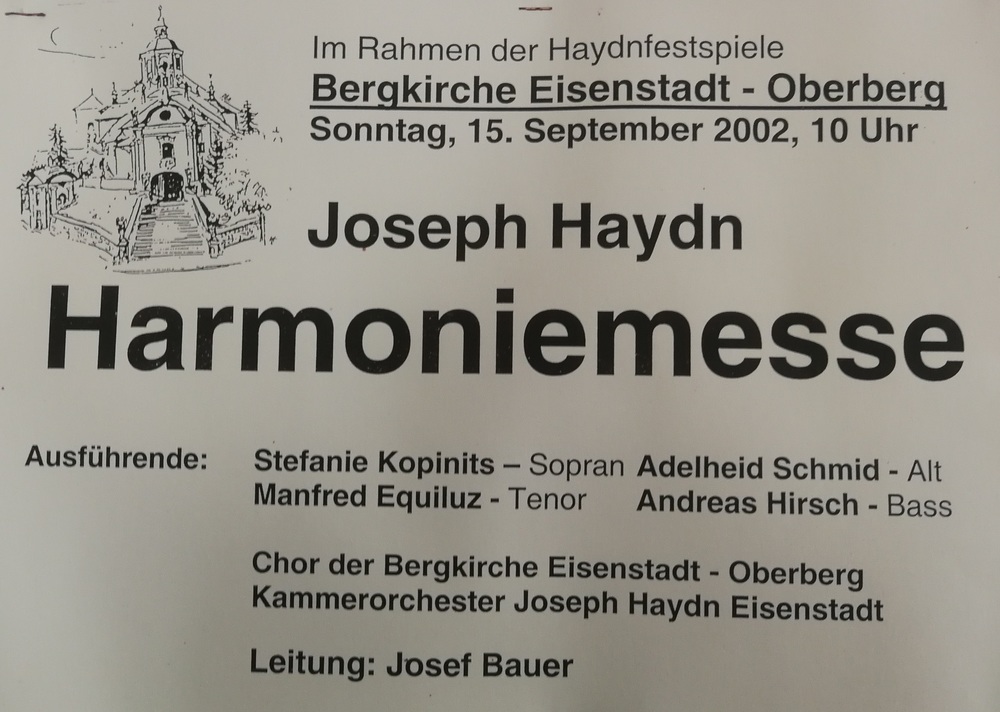 Im Rahmen der Haydnfestspiele
Bergkirche Eisenstadt - Oberberg
Sonntag, 15. September 2002, 10 Uhr
Joseph Haydn
Harmoniemesse
Ausführende: Stefanie Kopinits – Sopran Adelheid Schmid - Alt
Manfred Equiluz - Tenor Andreas Hirsch - Bass
Chor der Bergkirche Eisenstadt - Oberberg
Kammerorchester Joseph Haydn Eisenstadt
Leitung: Josef Bauer